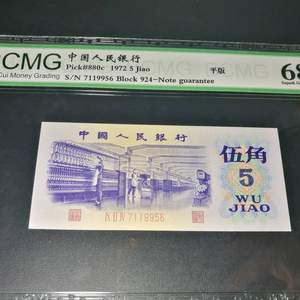 CMG
中国人民银行
68
Cui Money Grading
Pick#880c 1972 5 Jiao
平版
S/N 7119956 Block 924-Note guarantee
中国人民银行
伍角
5
WU
JIAO
7119956